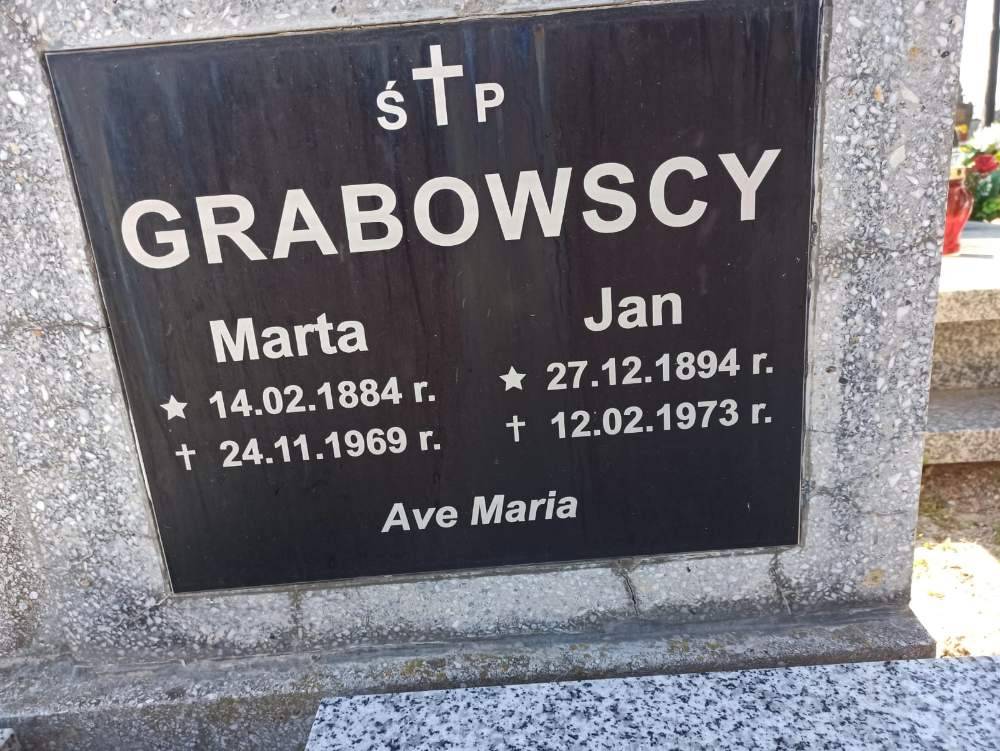 Ś✝P
GRABOWSCY
Marta
★ 14.02.1884 r.
✝ 24.11.1969 r.
Jan
★ 27.12.1894 r.
✝ 12.02.1973 r.
Ave Maria